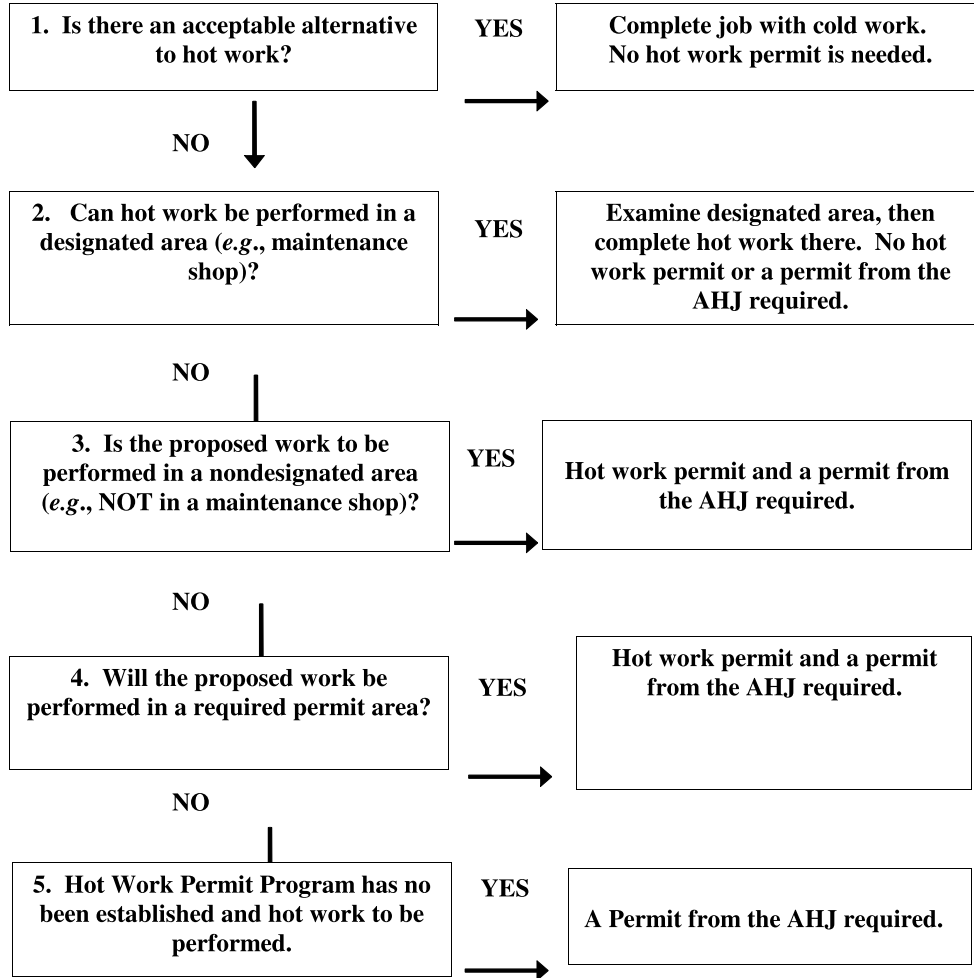 1. Is there an acceptable alternative
to hot work?
YES
Complete job with cold work.
No hot work permit is needed.
NO
2. Can hot work be performed in a
designated area (e.g., maintenance
shop)?
YES
Examine designated area, then
complete hot work there. No hot
work permit or a permit from the
AHJ required.
NO
3. Is the proposed work to be
performed in a nondesignated area
(e.g., NOT in a maintenance shop)?
YES
Hot work permit and a permit from
the AHJ required.
NO
4. Will the proposed work be
performed in a required permit area?
YES
Hot work permit and a permit
from the AHJ required.
NO
5. Hot Work Permit Program has no
been established and hot work to be
performed.
YES
A Permit from the AHJ required.